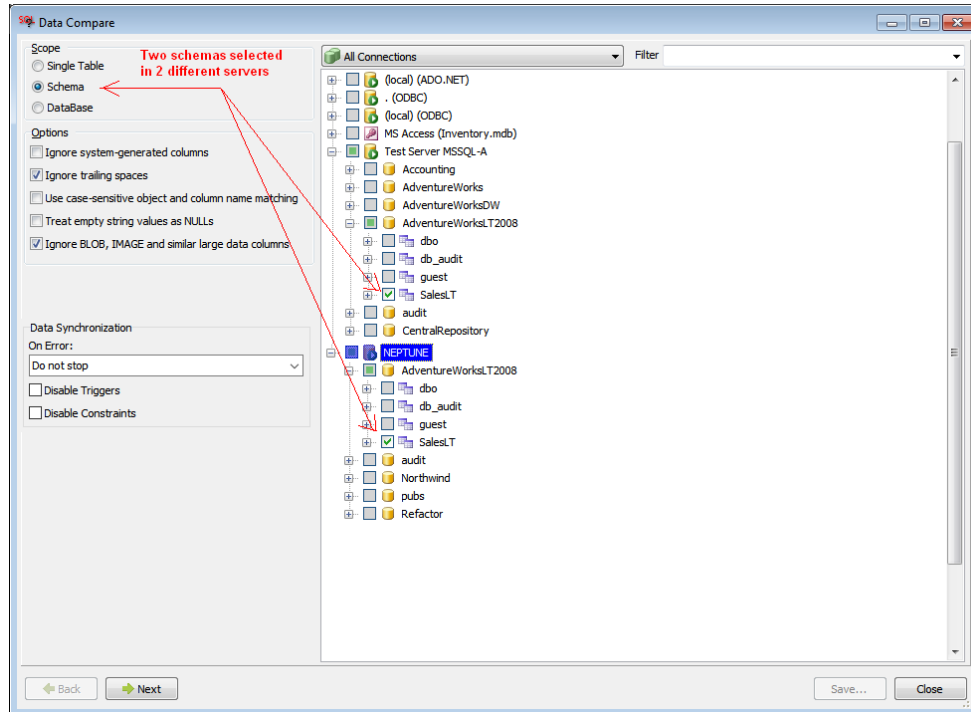 Data Compare
Scope
Single Table
Schema
DataBase
Two schemas selected
in 2 different servers
Options
Ignore system-generated columns
Ignore trailing spaces
Use case-sensitive object and column name matching
Treat empty string values as NULLs
Ignore BLOB, IMAGE and similar large data columns
Data Synchronization
On Error:
Do not stop
Disable Triggers
Disable Constraints
All Connections
Filter
(local) (ADO.NET)
. (ODBC)
(local) (ODBC)
MS Access (Inventory.mdb)
Test Server MSSQL-A
Accounting
AdventureWorks
AdventureWorksDW
AdventureWorksLT2008
dbo
db_audit
guest
SalesLT
audit
CentralRepository
NEPTUNE
AdventureWorksLT2008
dbo
db_audit
guest
SalesLT
audit
Northwind
pubs
Refactor
Back
Next
Save...
Close